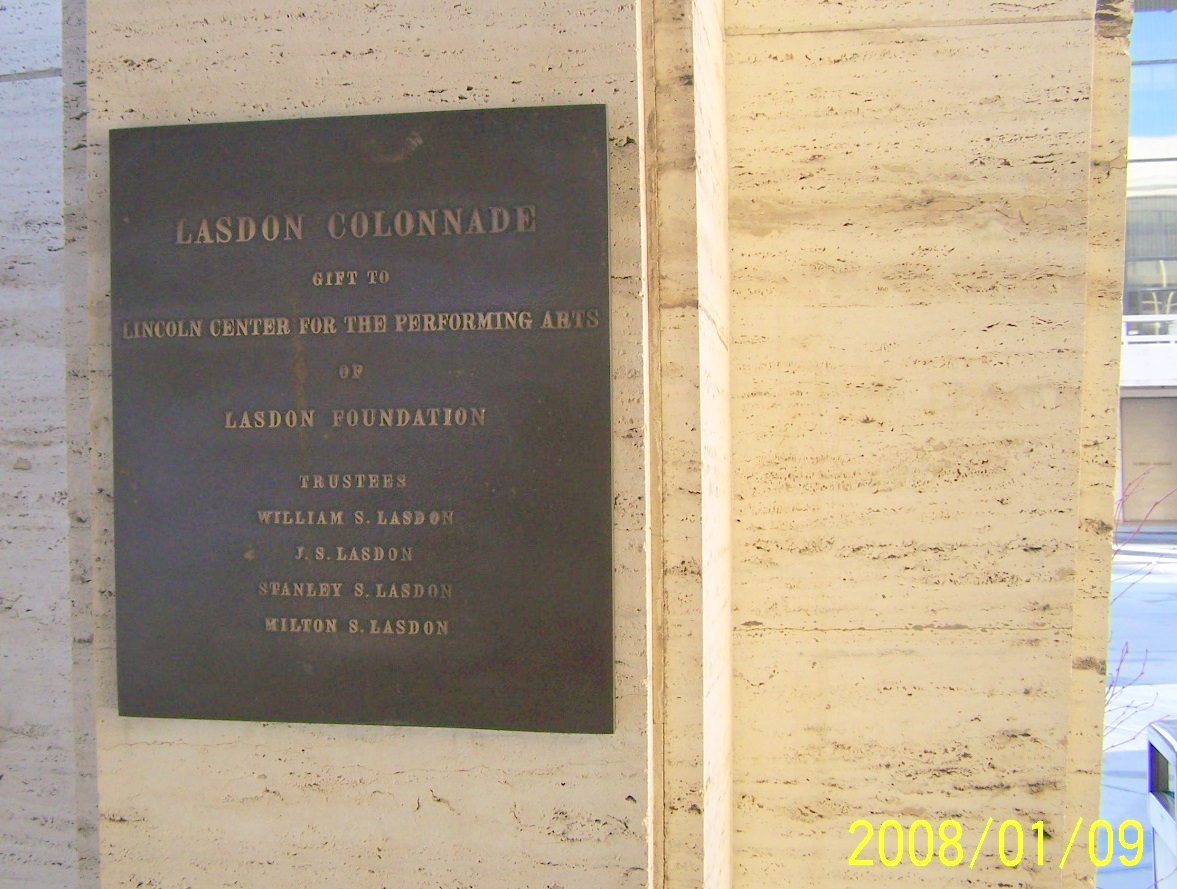 LASDON COLONNADE
GIFT TO
LINCOLN CENTER FOR THE PERFORMING ARTS
OF
LASDON FOUNDATION
TRUSTEES
WILLIAM S. LASDON
J. S. LASDON
STANLEY S. LASDON
MILTON S. LASDON
2008/01/09